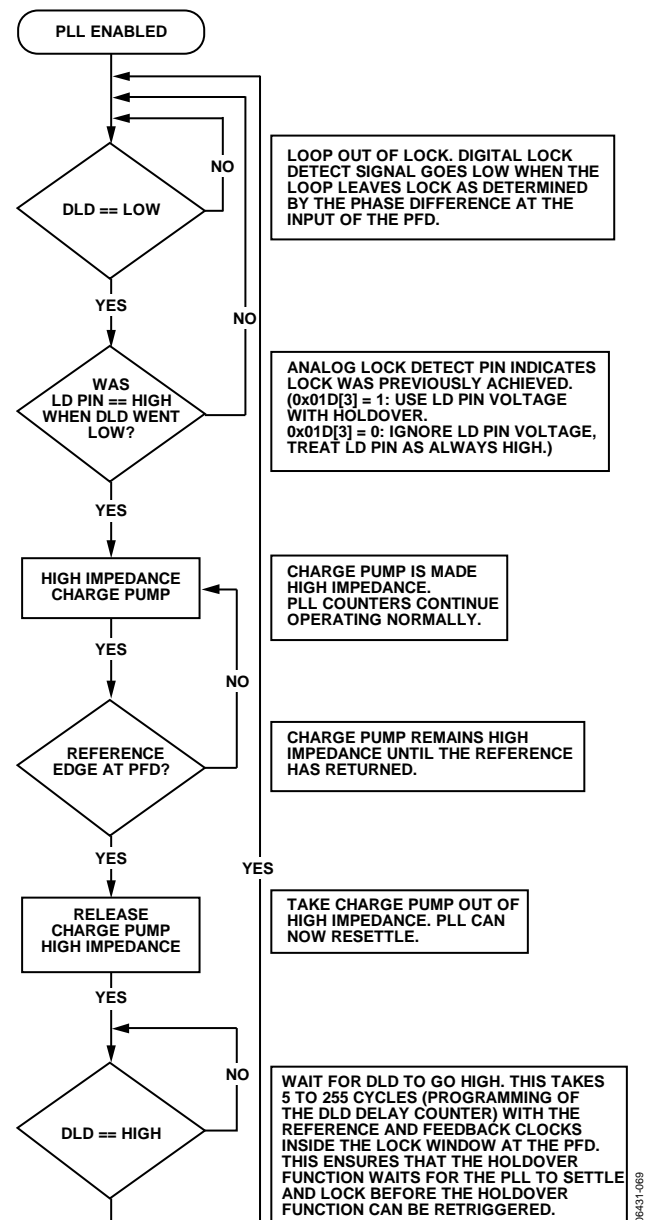 PLL ENABLED
NO
DLD == LOW
LOOP OUT OF LOCK. DIGITAL LOCK
DETECT SIGNAL GOES LOW WHEN THE
LOOP LEAVES LOCK AS DETERMINED
BY THE PHASE DIFFERENCE AT THE
INPUT OF THE PFD.
YES
NO
WAS
LD PIN == HIGH
WHEN DLD WENT
LOW?
ANALOG LOCK DETECT PIN INDICATES
LOCK WAS PREVIOUSLY ACHIEVED.
(0x01D[3] = 1: USE LD PIN VOLTAGE
WITH HOLDOVER.
0x01D[3] = 0: IGNORE LD PIN VOLTAGE,
TREAT LD PIN AS ALWAYS HIGH.)
YES
HIGH IMPEDANCE
CHARGE PUMP
CHARGE PUMP IS MADE
HIGH IMPEDANCE.
PLL COUNTERS CONTINUE
OPERATING NORMALLY.
YES
NO
REFERENCE
EDGE AT PFD?
CHARGE PUMP REMAINS HIGH
IMPEDANCE UNTIL THE REFERENCE
HAS RETURNED.
YES
YES
RELEASE
CHARGE PUMP
HIGH IMPEDANCE
TAKE CHARGE PUMP OUT OF
HIGH IMPEDANCE. PLL CAN
NOW RESETTLE.
YES
NO
DLD == HIGH
WAIT FOR DLD TO GO HIGH. THIS TAKES
5 TO 255 CYCLES (PROGRAMMING OF
THE DLD DELAY COUNTER) WITH THE
REFERENCE AND FEEDBACK CLOCKS
INSIDE THE LOCK WINDOW AT THE PFD.
THIS ENSURES THAT THE HOLDOVER
FUNCTION WAITS FOR THE PLL TO SETTLE
AND LOCK BEFORE THE HOLDOVER
FUNCTION CAN BE RETRIGGERED.
06431-069